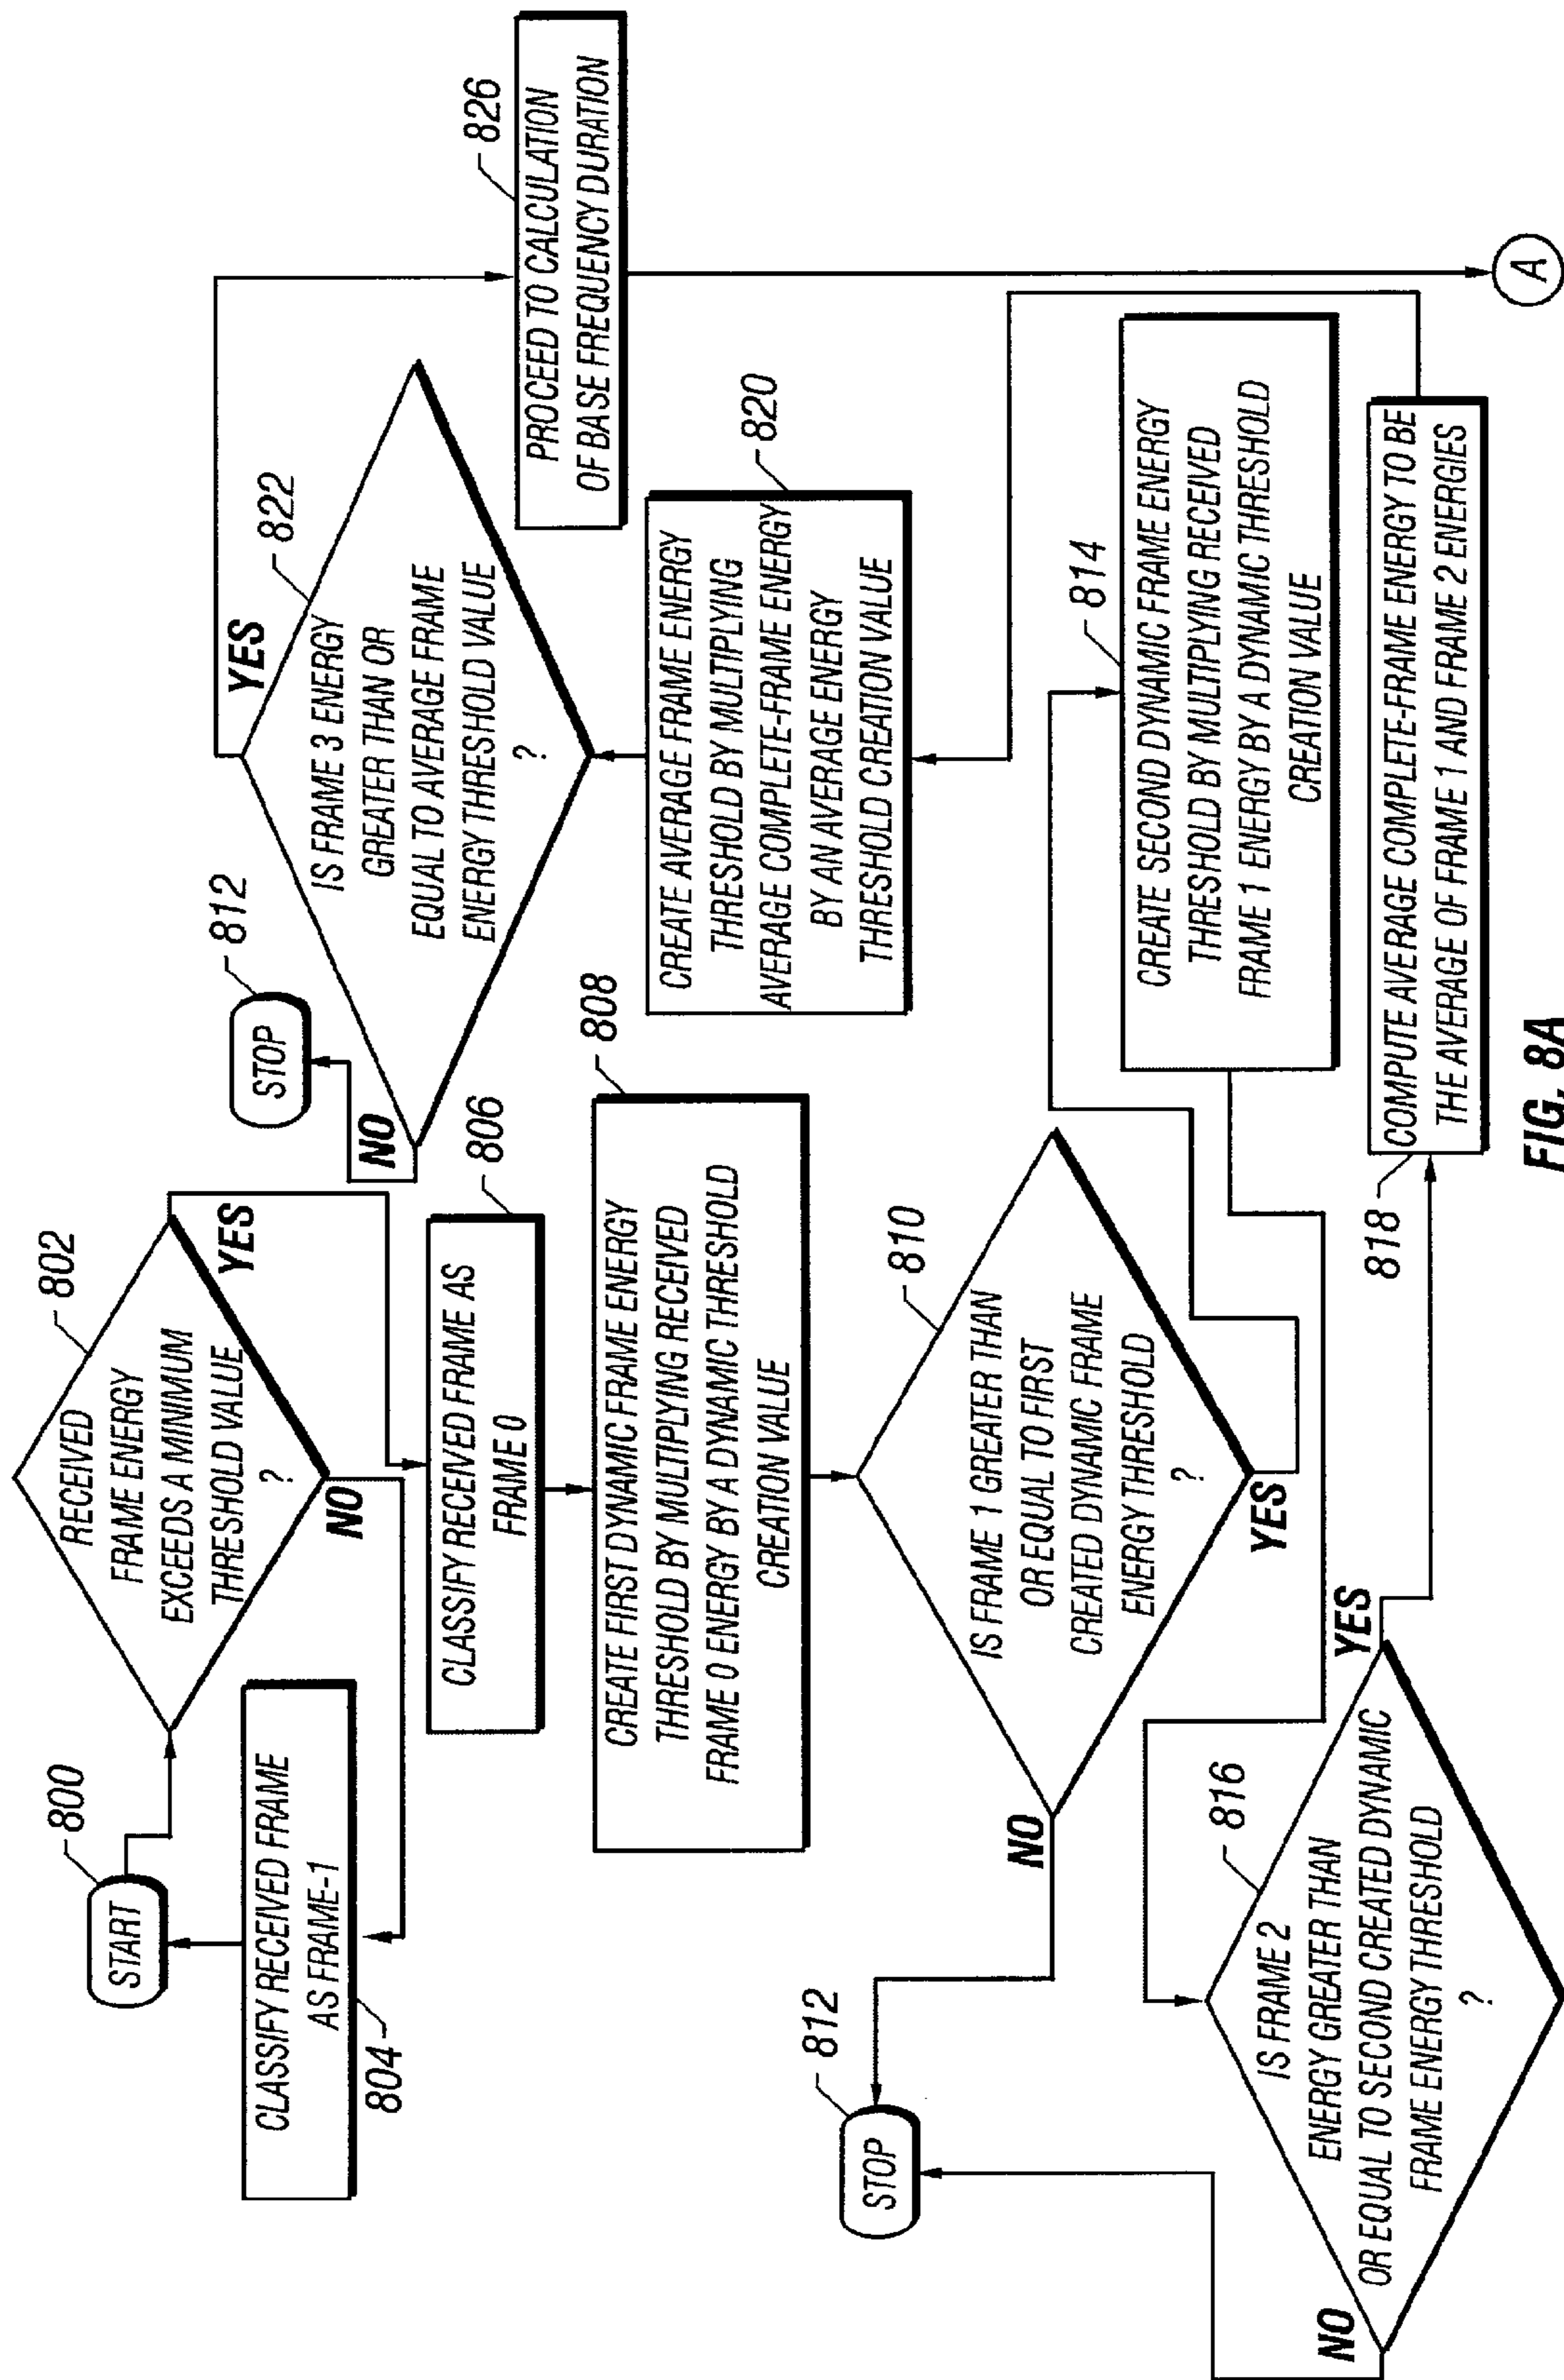 800
START
802
RECEIVED
FRAME ENERGY
EXCEEDS A MINIMUM
THRESHOLD VALUE
?
YES
NO
CLASSIFY RECEIVED FRAME
AS FRAME-1
804
806
CLASSIFY RECEIVED FRAME AS
FRAME 0
808
CREATE FIRST DYNAMIC FRAME ENERGY
THRESHOLD BY MULTIPLYING RECEIVED
FRAME 0 ENERGY BY A DYNAMIC THRESHOLD
CREATION VALUE
810
IS FRAME 1 GREATER THAN
OR EQUAL TO FIRST
CREATED DYNAMIC FRAME
ENERGY THRESHOLD
?
NO
YES
812
STOP
814
CREATE SECOND DYNAMIC FRAME ENERGY
THRESHOLD BY MULTIPLYING RECEIVED
FRAME 1 ENERGY BY A DYNAMIC THRESHOLD
CREATION VALUE
816
IS FRAME 2
ENERGY GREATER THAN
OR EQUAL TO SECOND CREATED DYNAMIC
FRAME ENERGY THRESHOLD
?
NO
YES
818
COMPUTE AVERAGE COMPLETE-FRAME ENERGY TO BE
THE AVERAGE OF FRAME 1 AND FRAME 2 ENERGIES
820
CREATE AVERAGE FRAME ENERGY
THRESHOLD BY MULTIPLYING
AVERAGE COMPLETE-FRAME ENERGY
BY AN AVERAGE ENERGY
THRESHOLD CREATION VALUE
822
IS FRAME 3 ENERGY
GREATER THAN OR
EQUAL TO AVERAGE FRAME
ENERGY THRESHOLD VALUE
?
NO
YES
812
STOP
826
PROCEED TO CALCULATION
OF BASE FREQUENCY DURATION
A
FIG. 8A